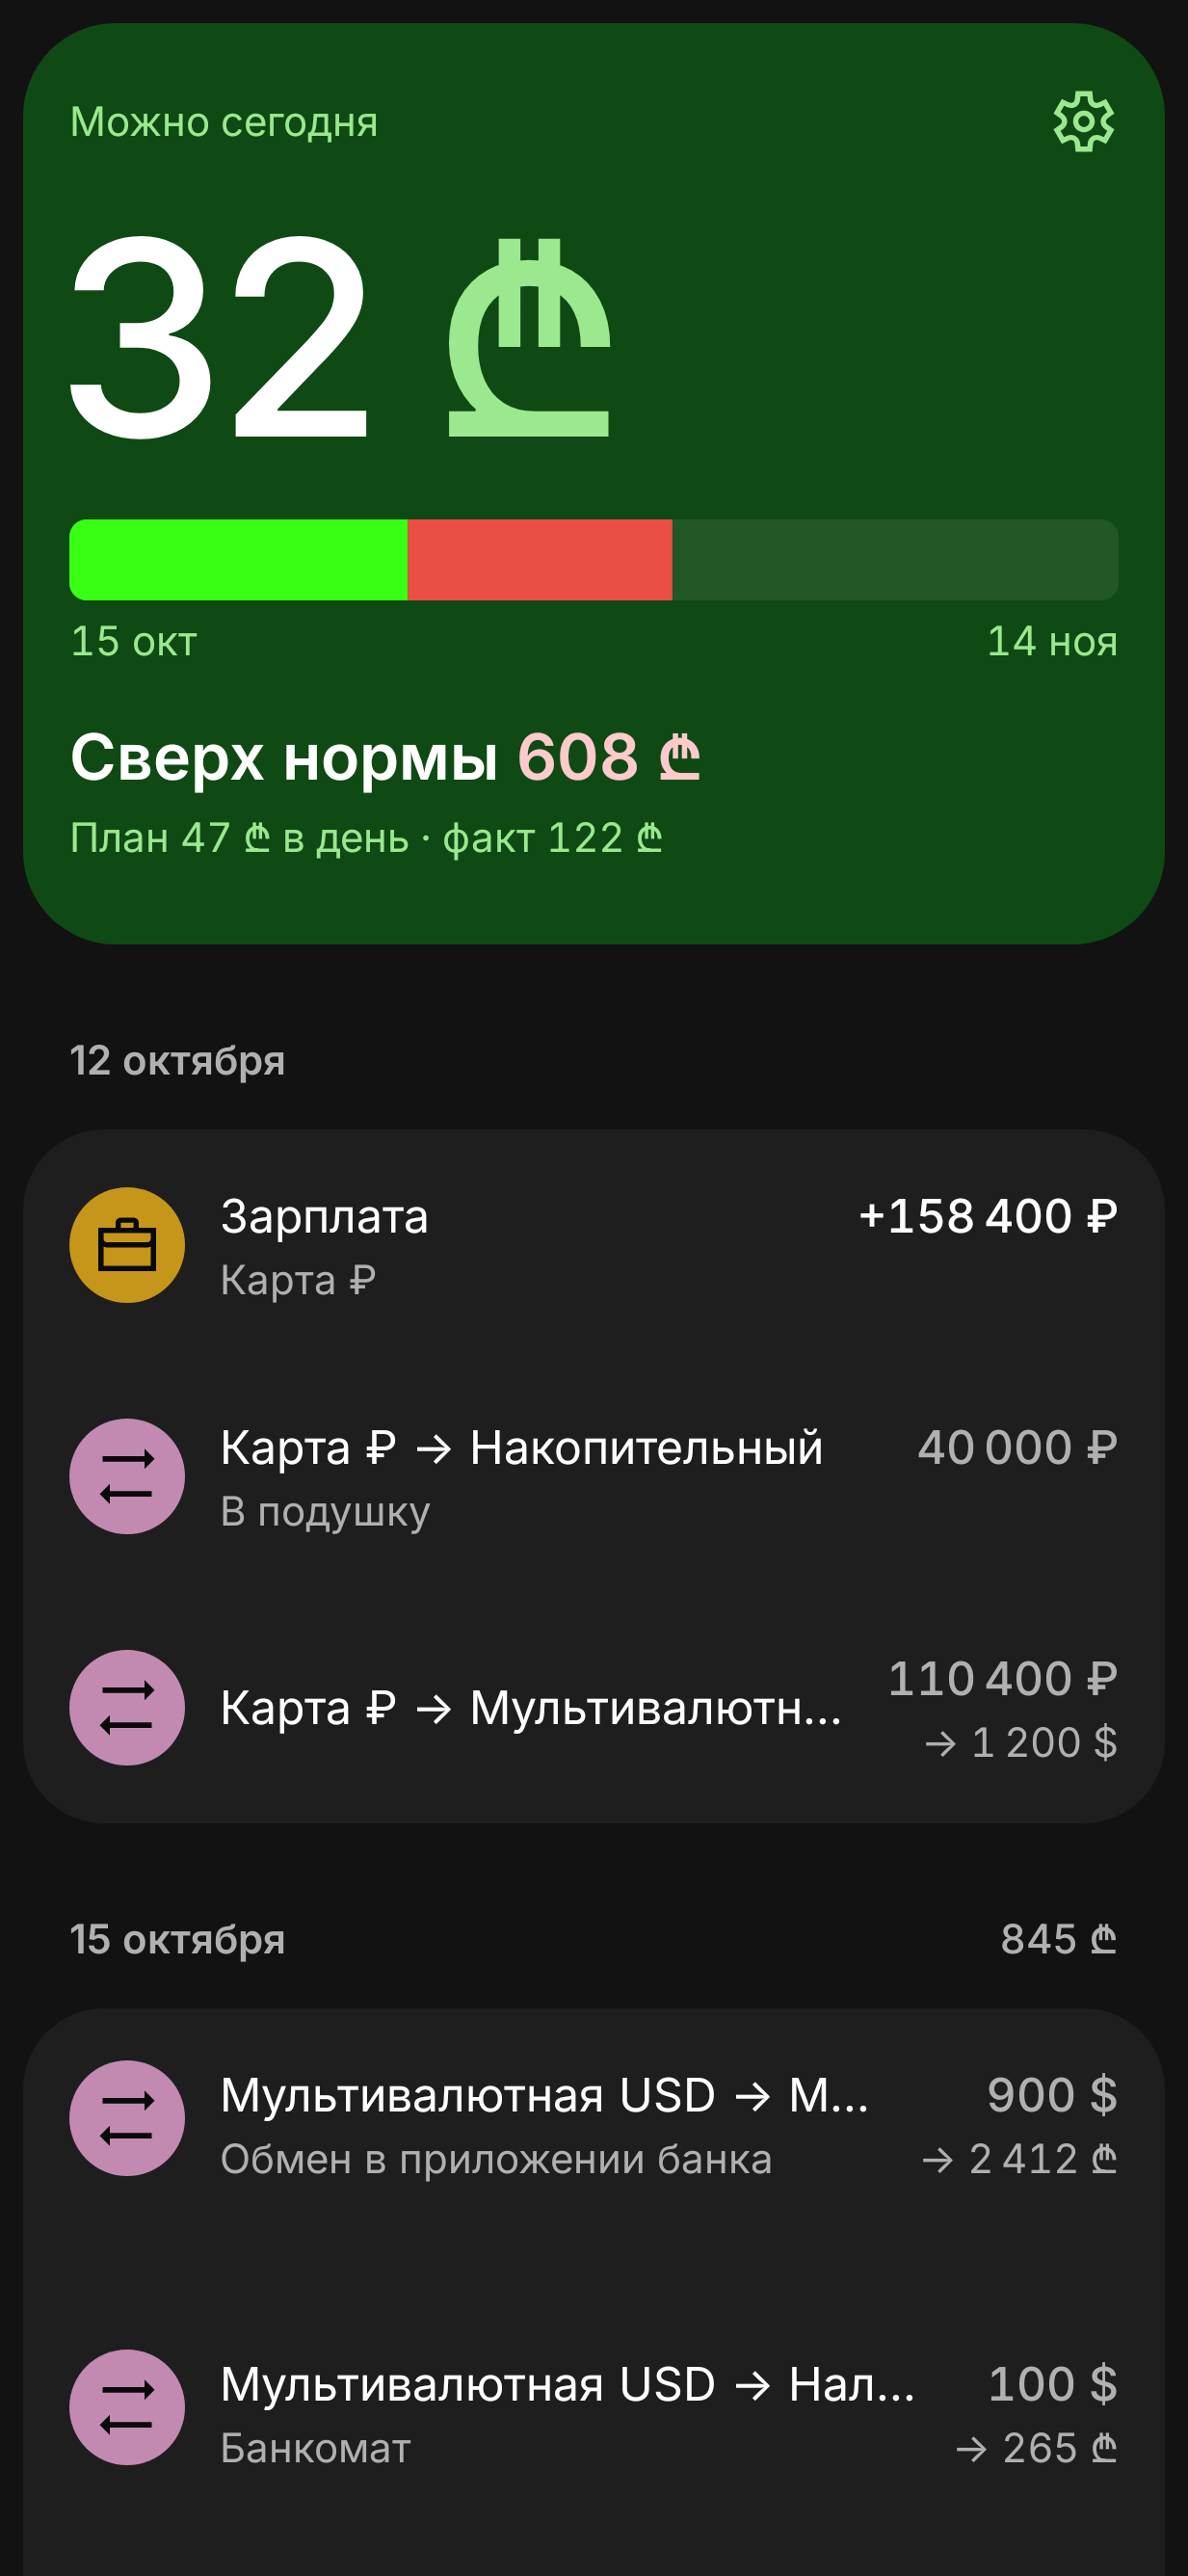 Можно сегодня
32 ₾
15 окт 14 ноя
Сверх нормы 608 ₾
План 47 ₾ в день · факт 122 ₾
12 октября
Зарплата +158 400 ₽
Карта ₽
Карта ₽ → Накопительный 40 000 ₽
В подушку
Карта ₽ → Мультивалютн... 110 400 ₽
→ 1 200 $
15 октября 845 ₾
Мультивалютная USD → М... 900 $
Обмен в приложении банка → 2 412 ₾
Мультивалютная USD → Нал... 100 $
Банкомат → 265 ₾